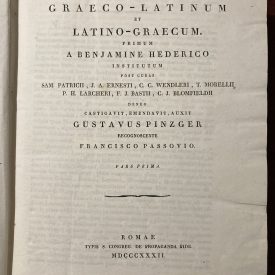 GRAECO-LATINUM
ET
LATINO-GRAECUM.
PRIMUM
A BENJAMINE HEDERICO
INSTITUTUM
POST CURAS
SAM PATRICII, J. A. ERNESTI, C. C. WENDLERI, T. MORELLII,
P. H. LARCHERI, F. J. BASTII, C. J. BLOMFIELDII
DENUO
CASTIGAVIT, EMENDAVIT, AUXIT
GUSTAVUS PINZGER
RECOGNOSCENTE
FRANCISCO PASSOVIO.
PARS PRIMA.
ROMAE
TYPIS S. CONGREG. DE PROPAGANDA FIDE.
MDCCCXXXII.